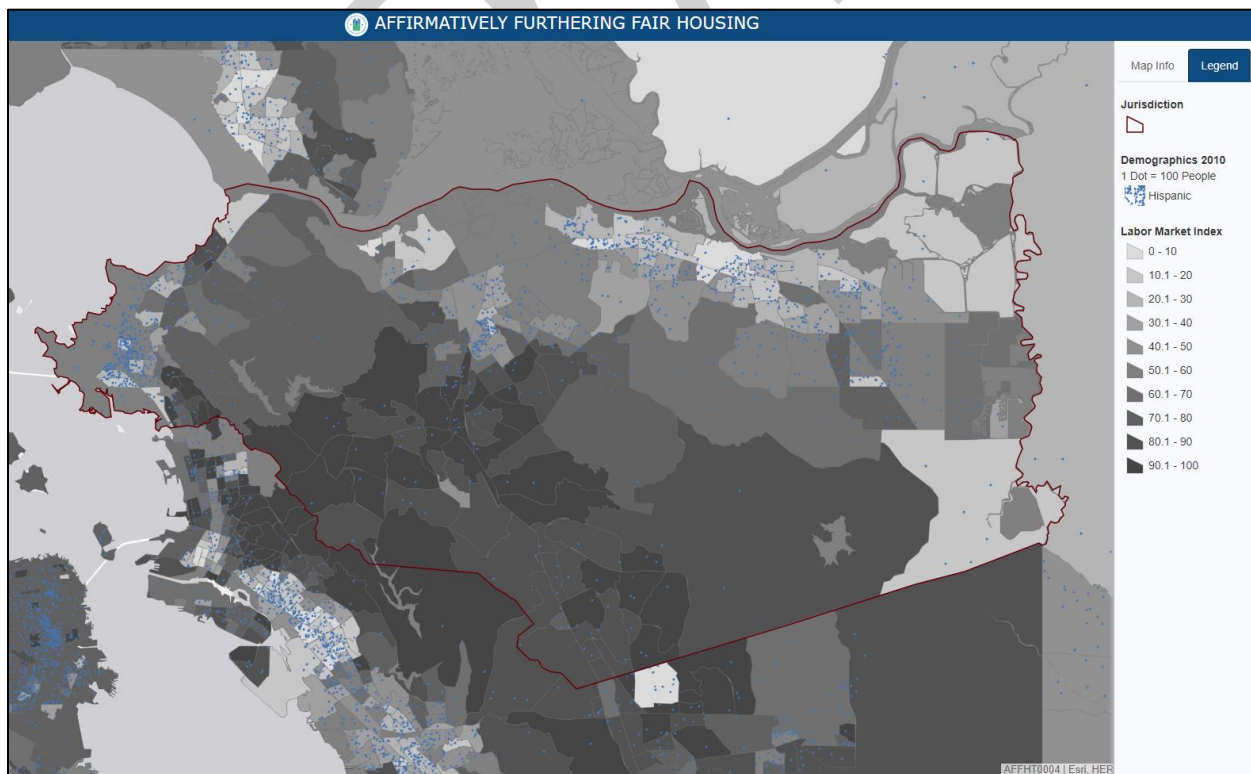 AFFIRMATIVELY FURTHERING FAIR HOUSING
Map Info
Legend
Jurisdiction
Demographics 2010
1 Dot = 100 People
Hispanic
Labor Market Index
0 - 10
10.1 - 20
20.1 - 30
30.1 - 40
40.1 - 50
50.1 - 60
60.1 - 70
70.1 - 80
80.1 - 90
90.1 - 100
AFFHT0004 | Esri, HER